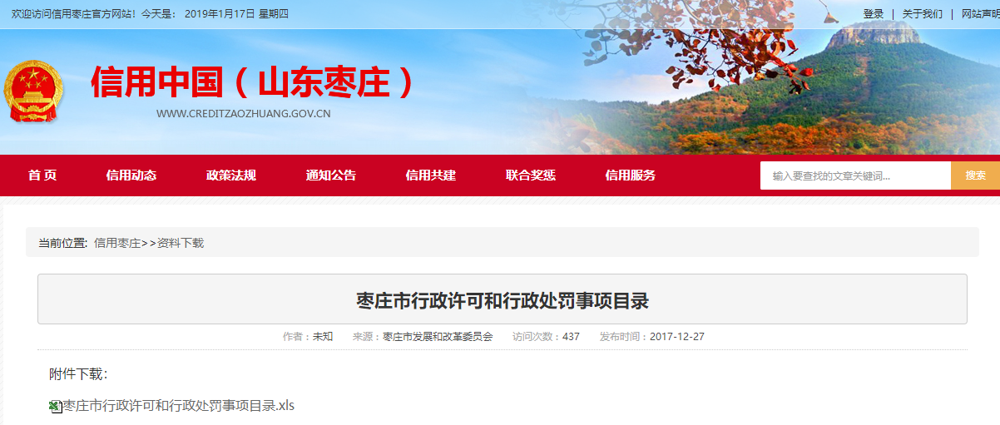 欢迎访问信用枣庄官方网站！今天是： 2019年1月17日 星期四
登录 | 关于我们 | 网站声明
信用中国（山东枣庄）
WWW.CREDITZAOZHUANG.GOV.CN
首 页 信用动态 政策法规 通知公告 信用共建 联合奖惩 信用服务 输入要查找的文章关键词... 搜索
当前位置: 信用枣庄>>资料下载
枣庄市行政许可和行政处罚事项目录
作者：未知 来源：枣庄市发展和改革委员会 访问次数：437 发布时间：2017-12-27
附件下载：
枣庄市行政许可和行政处罚事项目录.xls